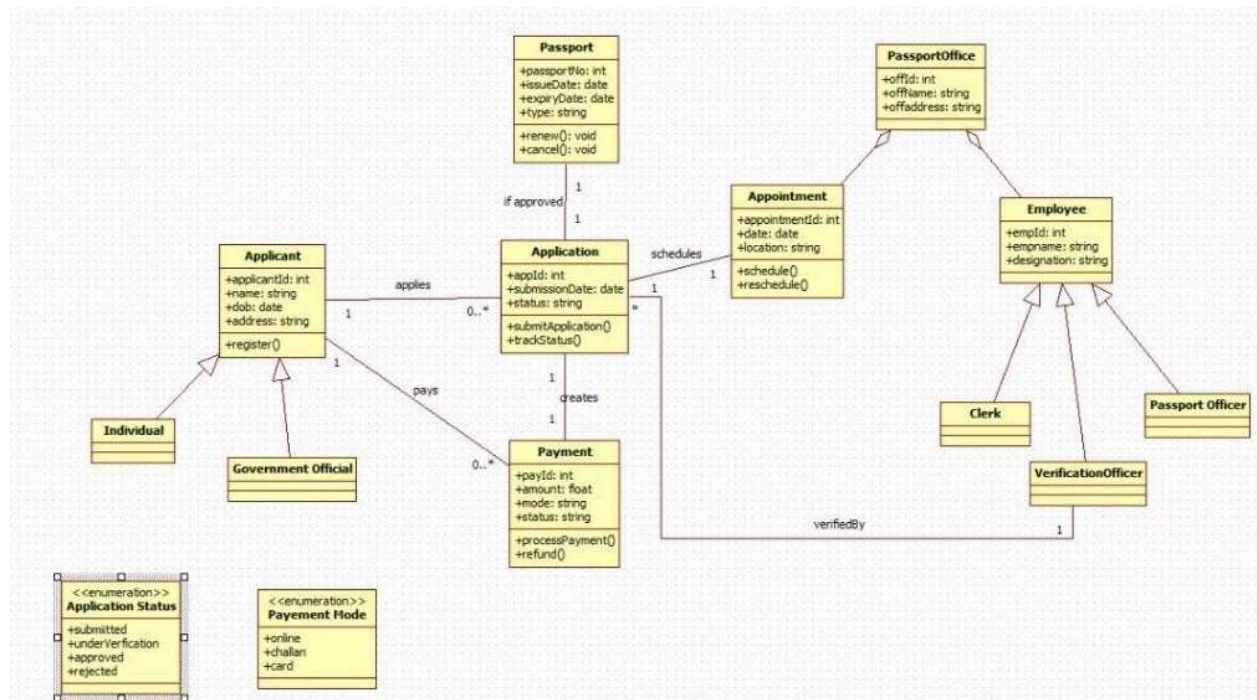 Passport
+passportNo: int
+issueDate: date
+expiryDate: date
+type: string
+renew(): void
+cancel(): void
PassportOffice
+offId: int
+offName: string
+offaddress: string
1
if approved
1
Appointment
+appointmentId: int
+date: date
+location: string
+schedule()
+reschedule()
Employee
+empId: int
+empname: string
+designation: string
Applicant
+applicantId: int
+name: string
+dob: date
+address: string
+register()
applies
1
0..*
Application
+appId: int
+submissionDate: date
+status: string
+submitApplication()
+trackStatus()
schedules
1
1
*
1
pays
0..*
1
creates
1
Individual
Government Official
Payment
+payId: int
+amount: float
+mode: string
+status: string
+processPayment()
+refund()
Clerk
Passport Officer
VerificationOfficer
verifiedBy
1
<<enumeration>>
Application Status
+submitted
+underVerfication
+approved
+rejected
<<enumeration>>
Payement Mode
+online
+challan
+card